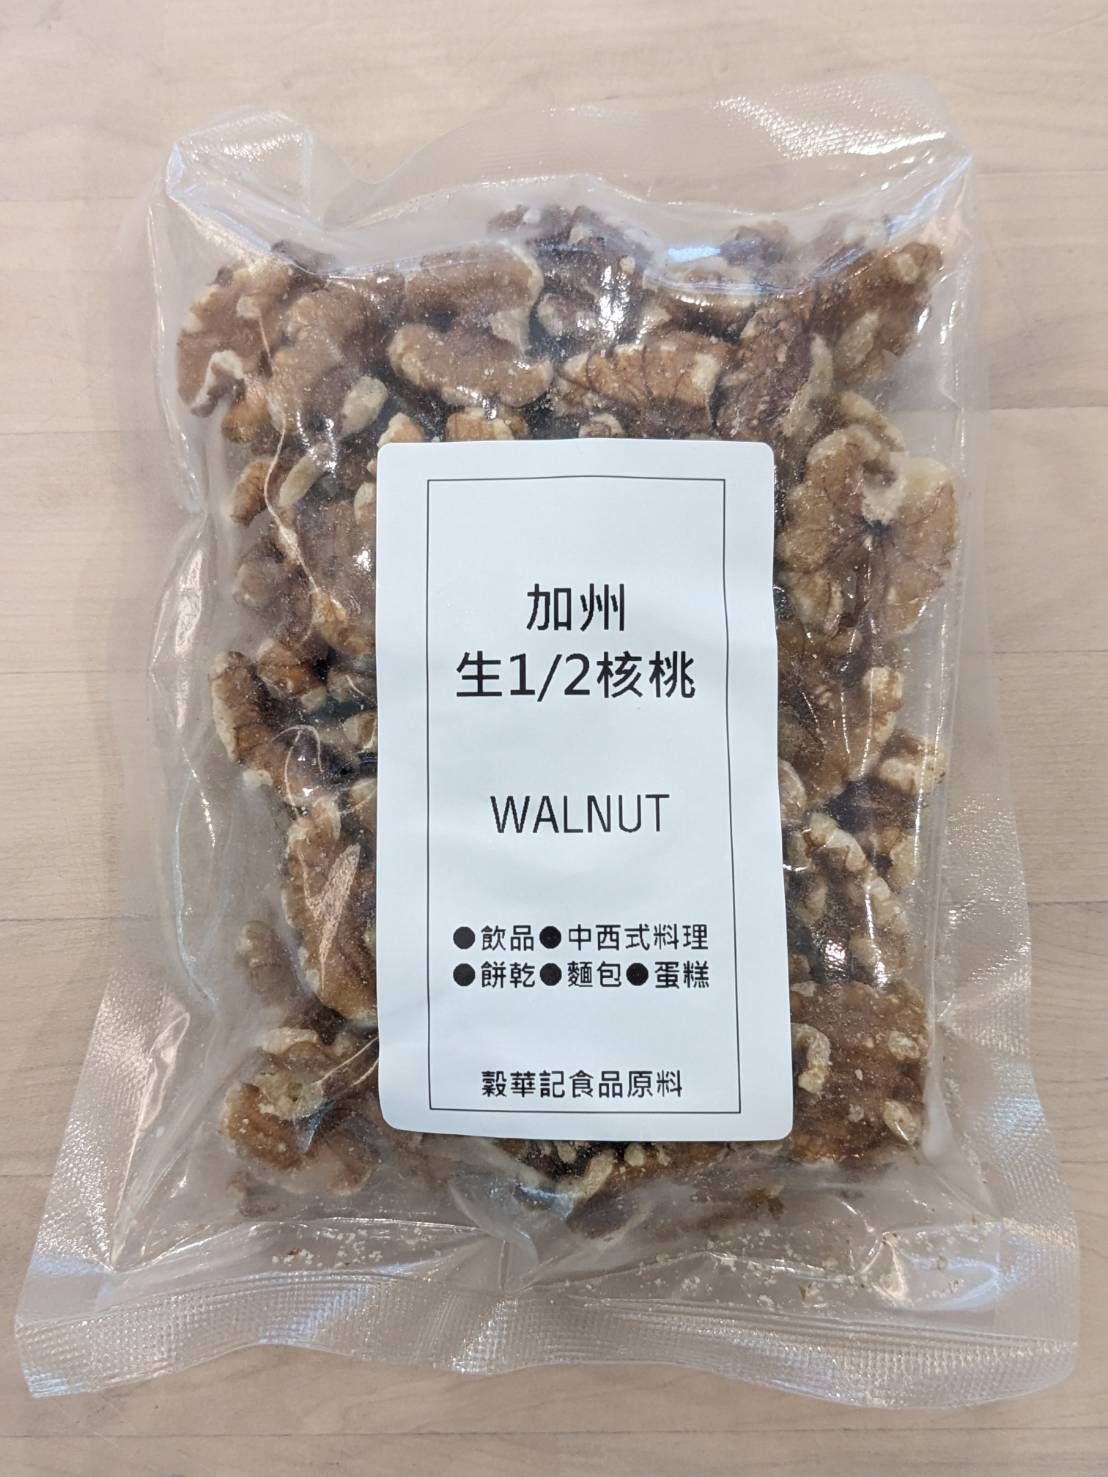 加州
生1/2核桃
WALNUT
●飲品●中西式料理
●餅乾●麵包●蛋糕
穀華記食品原料